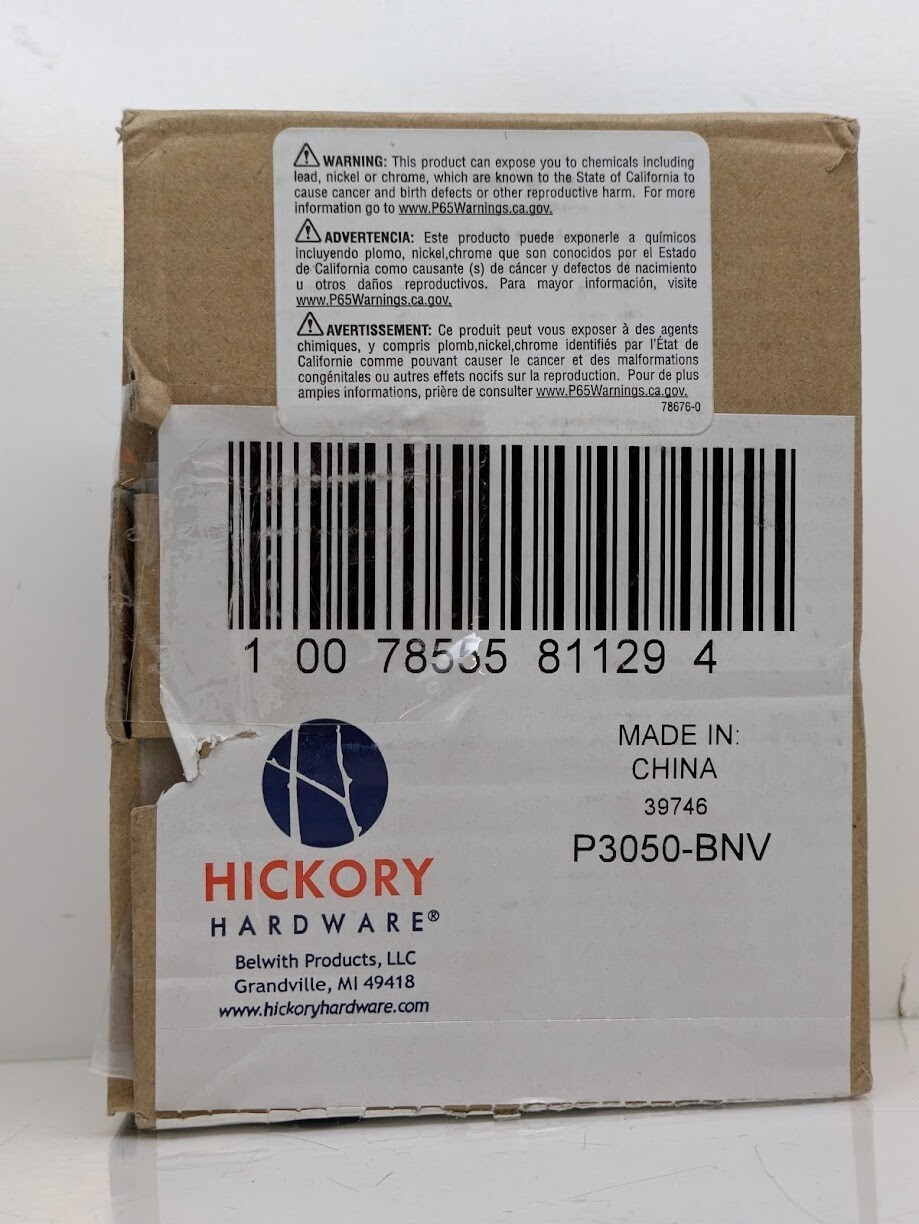 ⚠ WARNING: This product can expose you to chemicals including
lead, nickel or chrome, which are known to the State of California to
cause cancer and birth defects or other reproductive harm. For more
information go to www.P65Warnings.ca.gov.
⚠ ADVERTENCIA: Este producto puede exponerle a químicos
incluyendo plomo, nickel,chrome que son conocidos por el Estado
de California como causante (s) de cáncer y defectos de nacimiento
u otros daños reproductivos. Para mayor información, visite
www.P65Warnings.ca.gov.
⚠ AVERTISSEMENT: Ce produit peut vous exposer à des agents
chimiques, y compris plomb,nickel,chrome identifiés par l'État de
Californie comme pouvant causer le cancer et des malformations
congénitales ou autres effets nocifs sur la reproduction. Pour de plus
ampies informations, prière de consulter www.P65Warnings.ca.gov.
78676-0
1 00 78555 81129 4
MADE IN:
CHINA
39746
P3050-BNV
HICKORY
HARDWARE®
Belwith Products, LLC
Grandville, MI 49418
www.hickoryhardware.com